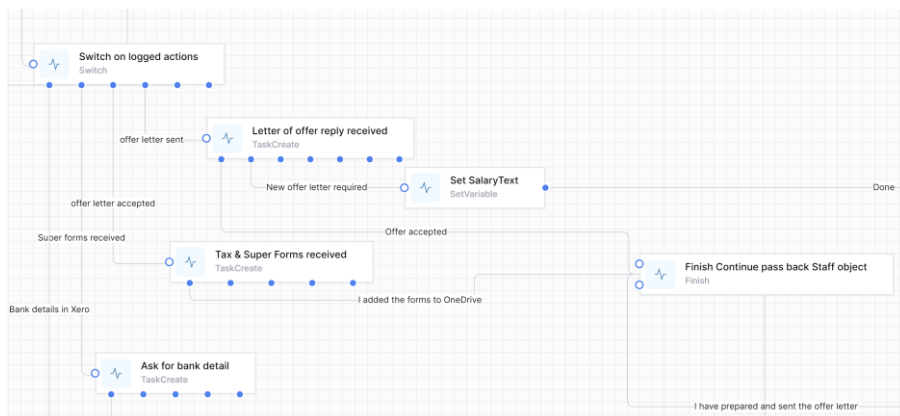 Switch on logged actions
Switch
offer letter sent
Letter of offer reply received
TaskCreate
New offer letter required
Set SalaryText
SetVariable
Done
offer letter accepted
Offer accepted
Super forms received
Tax & Super Forms received
TaskCreate
Finish Continue pass back Staff object
Finish
I added the forms to OneDrive
Bank details in Xero
Ask for bank detail
TaskCreate
I have prepared and sent the offer letter